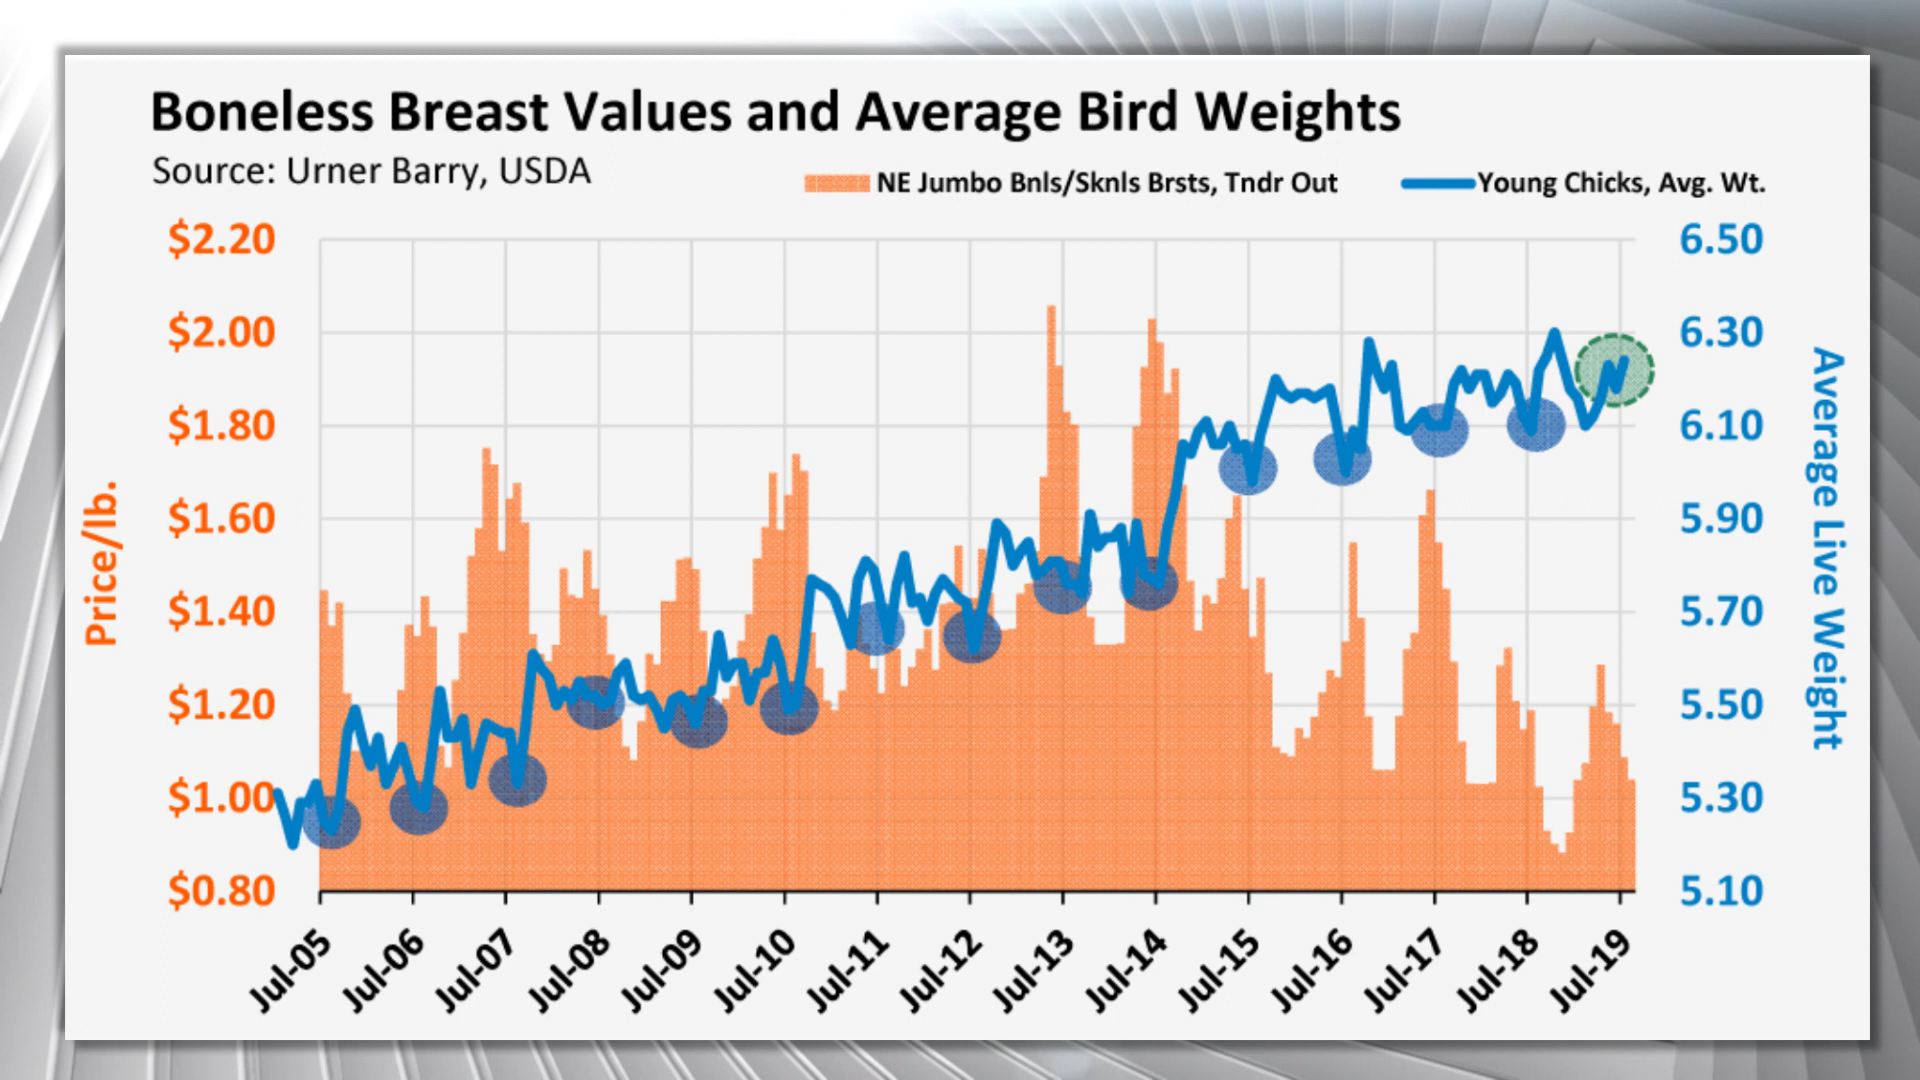 Boneless Breast Values and Average Bird Weights
Source: Urner Barry, USDA
NE Jumbo Bnls/Sknls Brsts, Tndr Out
Young Chicks, Avg. Wt.
$2.20
$2.00
$1.80
$1.60
$1.40
$1.20
$1.00
$0.80
Price/lb.
6.50
6.30
6.10
5.90
5.70
5.50
5.30
5.10
Average Live Weight
Jul-05
Jul-06
Jul-07
Jul-08
Jul-09
Jul-10
Jul-11
Jul-12
Jul-13
Jul-14
Jul-15
Jul-16
Jul-17
Jul-18
Jul-19